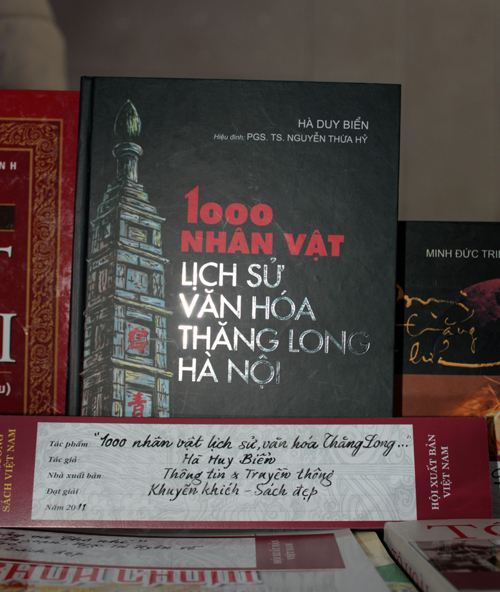 HÀ DUY BIỂN
Hiệu đính: PGS. TS. NGUYỄN THỪA HỶ
1000
NHÂN VẬT
LỊCH SỬ
VĂN HÓA
THĂNG LONG
HÀ NỘI
MINH ĐỨC TRI
Tác phẩm "1000 nhân vật lịch sử, văn hóa Thăng Long..."
Tác giả Hà Huy Biển
Nhà xuất bản Thông tin & Truyền thông
Đạt giải Khuyến khích - Sách đẹp
Năm 2011
SÁCH VIỆT NAM
HỘI XUẤT BẢN
VIỆT NAM